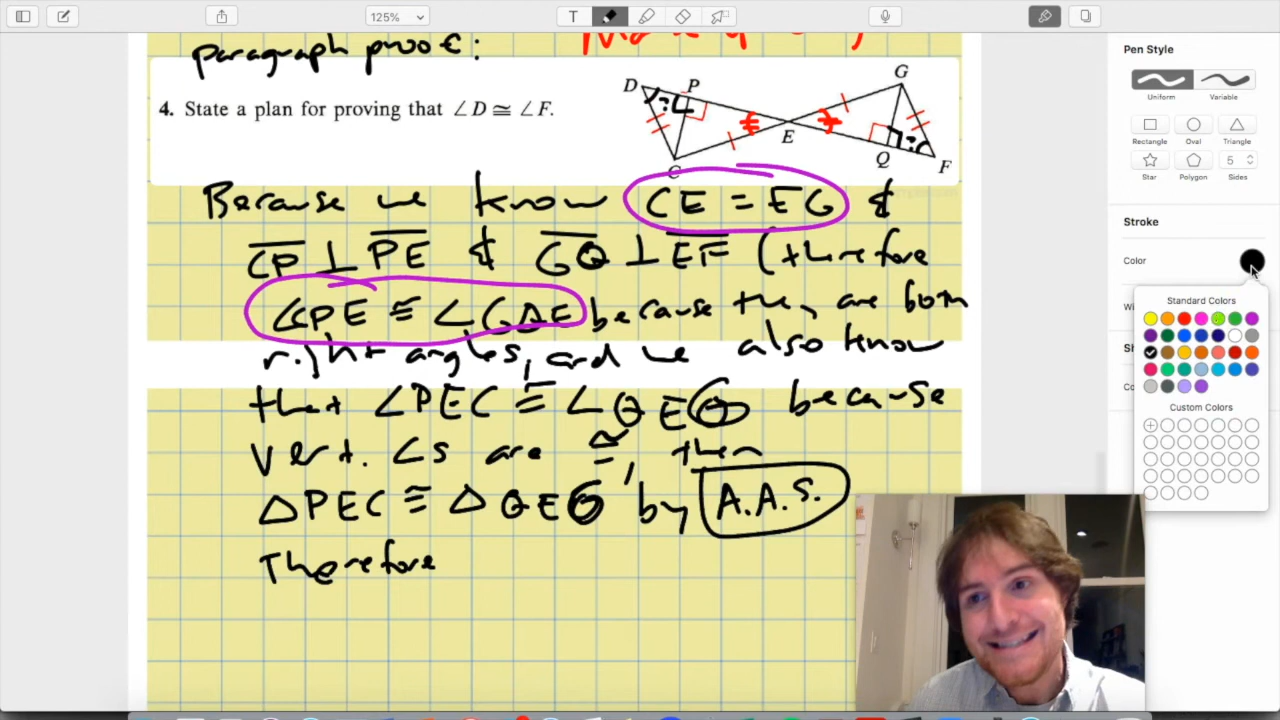 125%
T
paragraph proof:
4. State a plan for proving that ∠D ≅ ∠F.
D
P
G
E
C
Q
F
Because we know CE = EG &
CP ⊥ PE & GQ ⊥ EF (therefore
∠CPE ≅ ∠GQE because they are both
right angles, and we also know
that ∠PEC ≅ ∠QEG because
vert. ∠s are ≅, then
△PEC ≅ △QEG by A.A.S.
Therefore
Pen Style
Uniform
Variable
Rectangle
Oval
Triangle
Star
Polygon
5
Sides
Stroke
Color
Standard Colors
Custom Colors